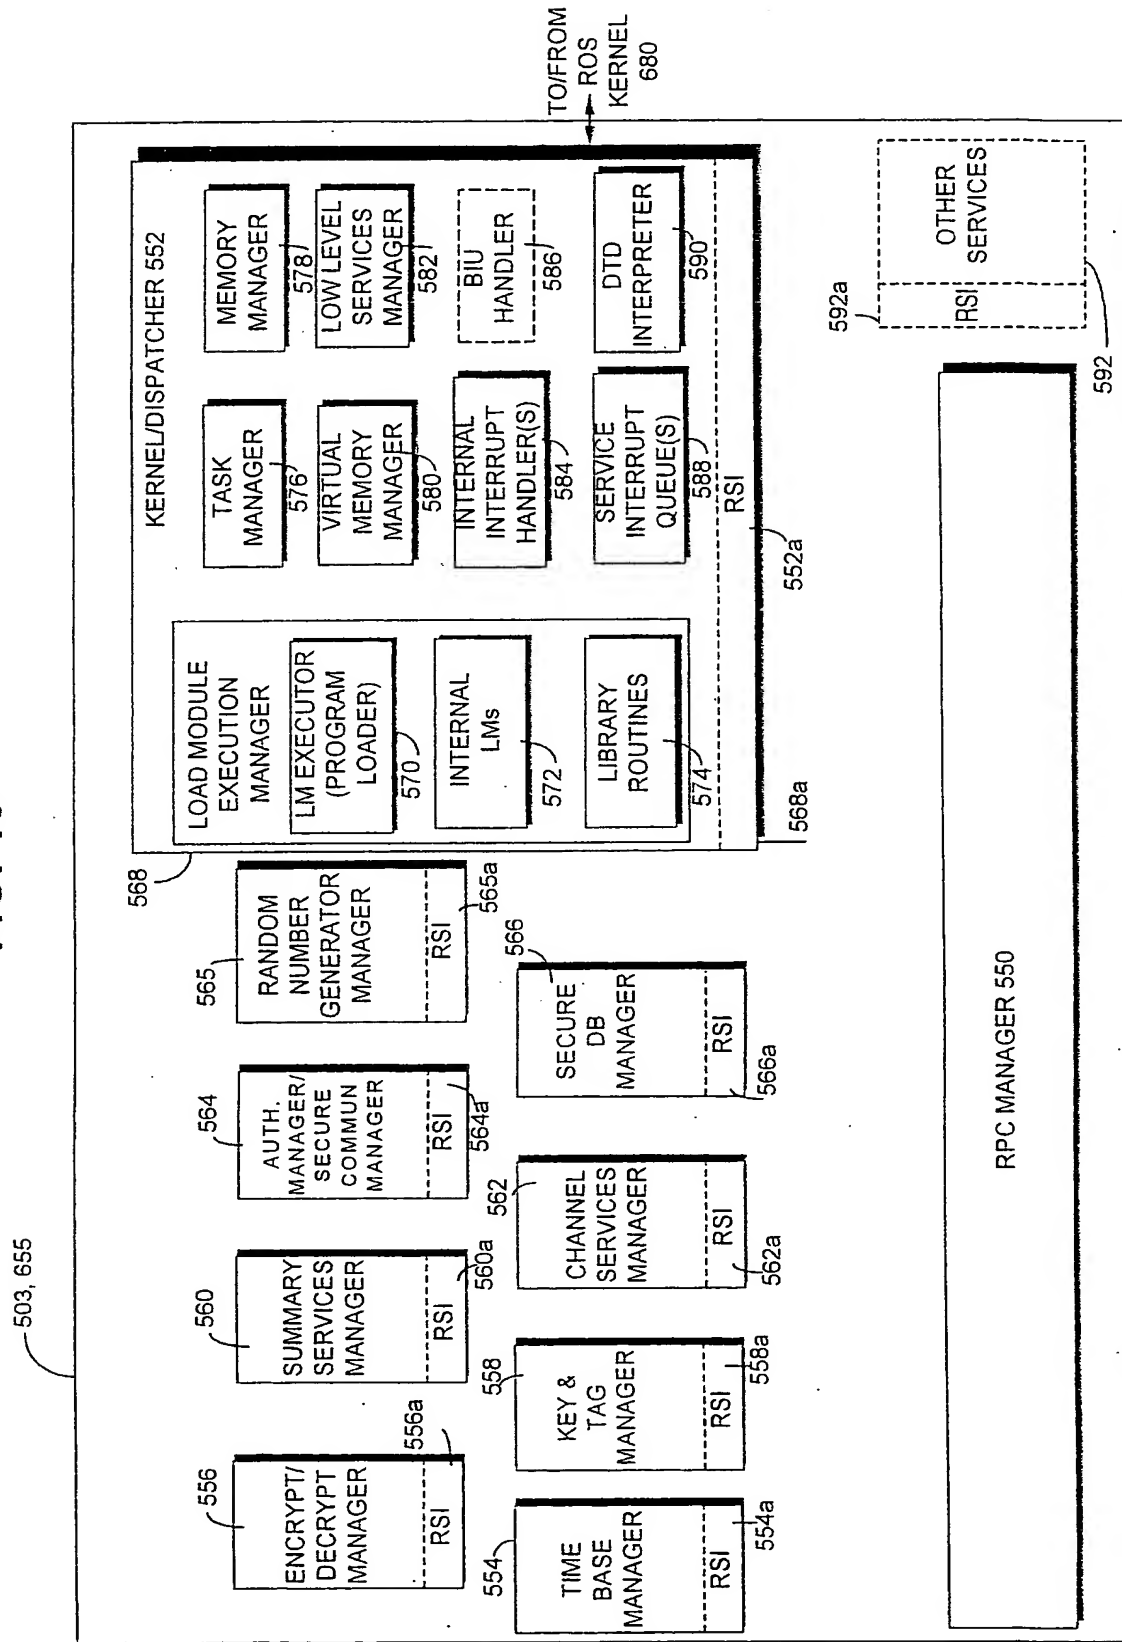 503, 655
KERNEL/DISPATCHER 552
568
LOAD MODULE
EXECUTION
MANAGER
LM EXECUTOR
(PROGRAM
LOADER)
570
INTERNAL
LMs
572
LIBRARY
ROUTINES
574
568a
TASK
MANAGER
576
MEMORY
MANAGER
578
VIRTUAL
MEMORY
MANAGER
580
LOW LEVEL
SERVICES
MANAGER
582
INTERNAL
INTERRUPT
HANDLER(S)
584
BIU
HANDLER
586
SERVICE
INTERRUPT
QUEUE(S)
588
DTD
INTERPRETER
590
RSI
552a
TO/FROM
ROS
KERNEL
680
556
ENCRYPT/
DECRYPT
MANAGER
RSI
556a
560
SUMMARY
SERVICES
MANAGER
RSI
560a
564
AUTH.
MANAGER/
SECURE
COMMUN
MANAGER
RSI
564a
565
RANDOM
NUMBER
GENERATOR
MANAGER
RSI
565a
554
TIME
BASE
MANAGER
RSI
554a
558
KEY &
TAG
MANAGER
RSI
558a
562
CHANNEL
SERVICES
MANAGER
RSI
562a
566
SECURE
DB
MANAGER
RSI
566a
592a
RSI
OTHER
SERVICES
592
RPC MANAGER 550